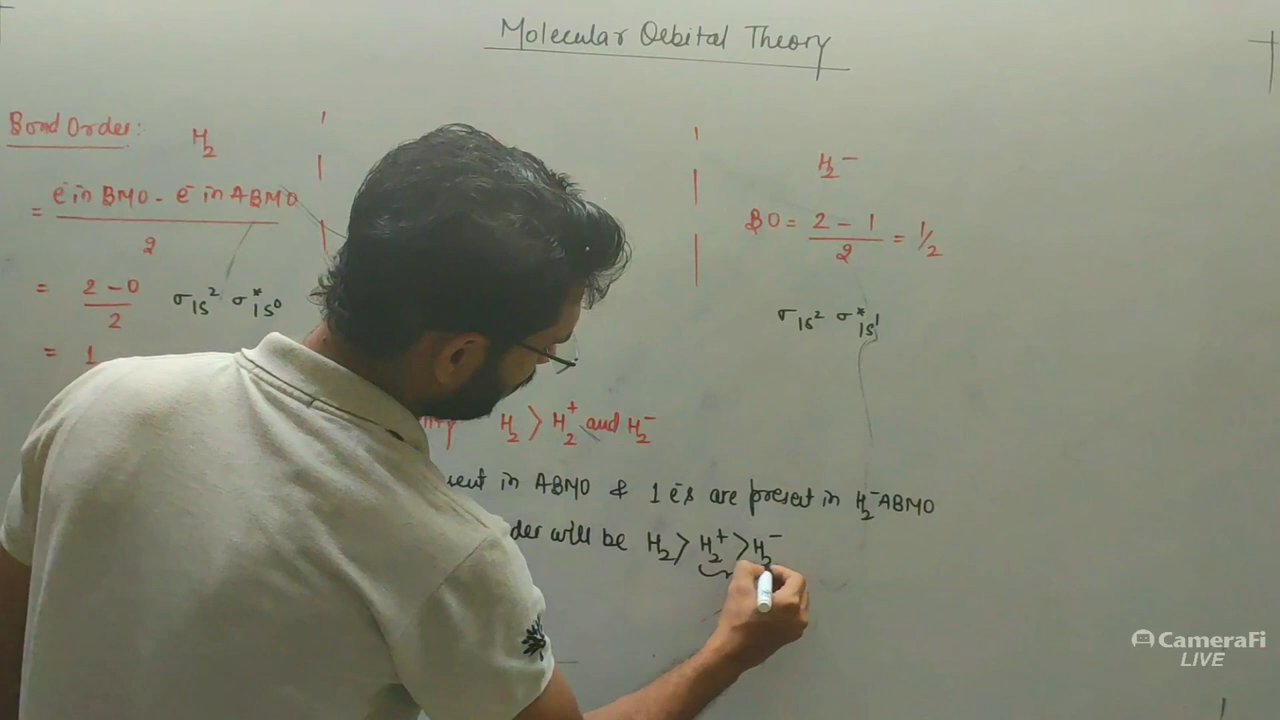 Molecular Orbital Theory
Bond Order:
H₂
= e⁻ in BMO - e⁻ in ABMO
2
= 2 - 0
2
σ1s² σ*1s⁰
= 1
H₂⁻
BO = 2 - 1 = 1/2
2
σ1s² σ*1s¹
H₂ > H₂⁺ and H₂⁻
in ABMO & 1 e⁻s are present in H₂⁻ ABMO
will be H₂ > H₂⁺ > H₂⁻
CameraFi
LIVE